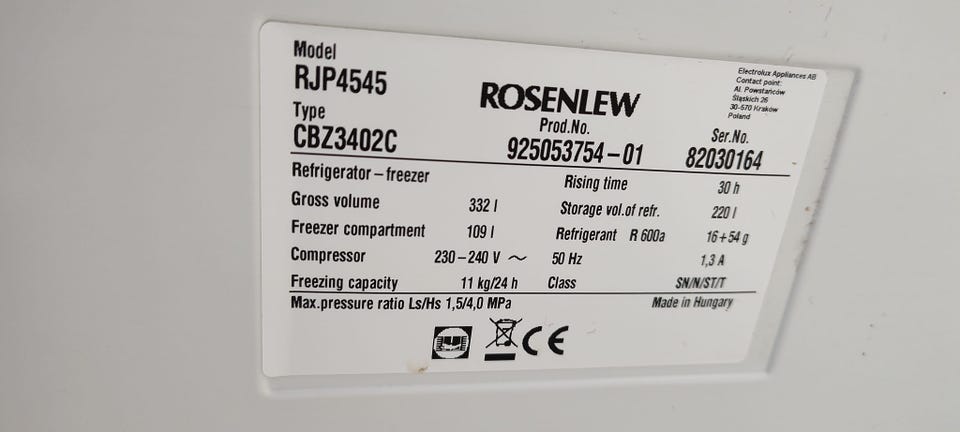 Model
RJP4545
Type
CBZ3402C
ROSENLEW
Prod.No.
925053754-01
Electrolux Appliances AB
Contact point:
Al. Powstańców
Śląskich 26
30-570 Kraków
Poland
Ser.No.
82030164
Refrigerator-freezer
Rising time 30 h
Gross volume 332 l
Storage vol.of refr. 220 l
Freezer compartment 109 l
Refrigerant R 600a 16+54 g
Compressor 230-240 V ~ 50 Hz 1,3 A
Freezing capacity 11 kg/24 h Class SN/N/ST/T
Max.pressure ratio Ls/Hs 1,5/4,0 MPa Made in Hungary
CE